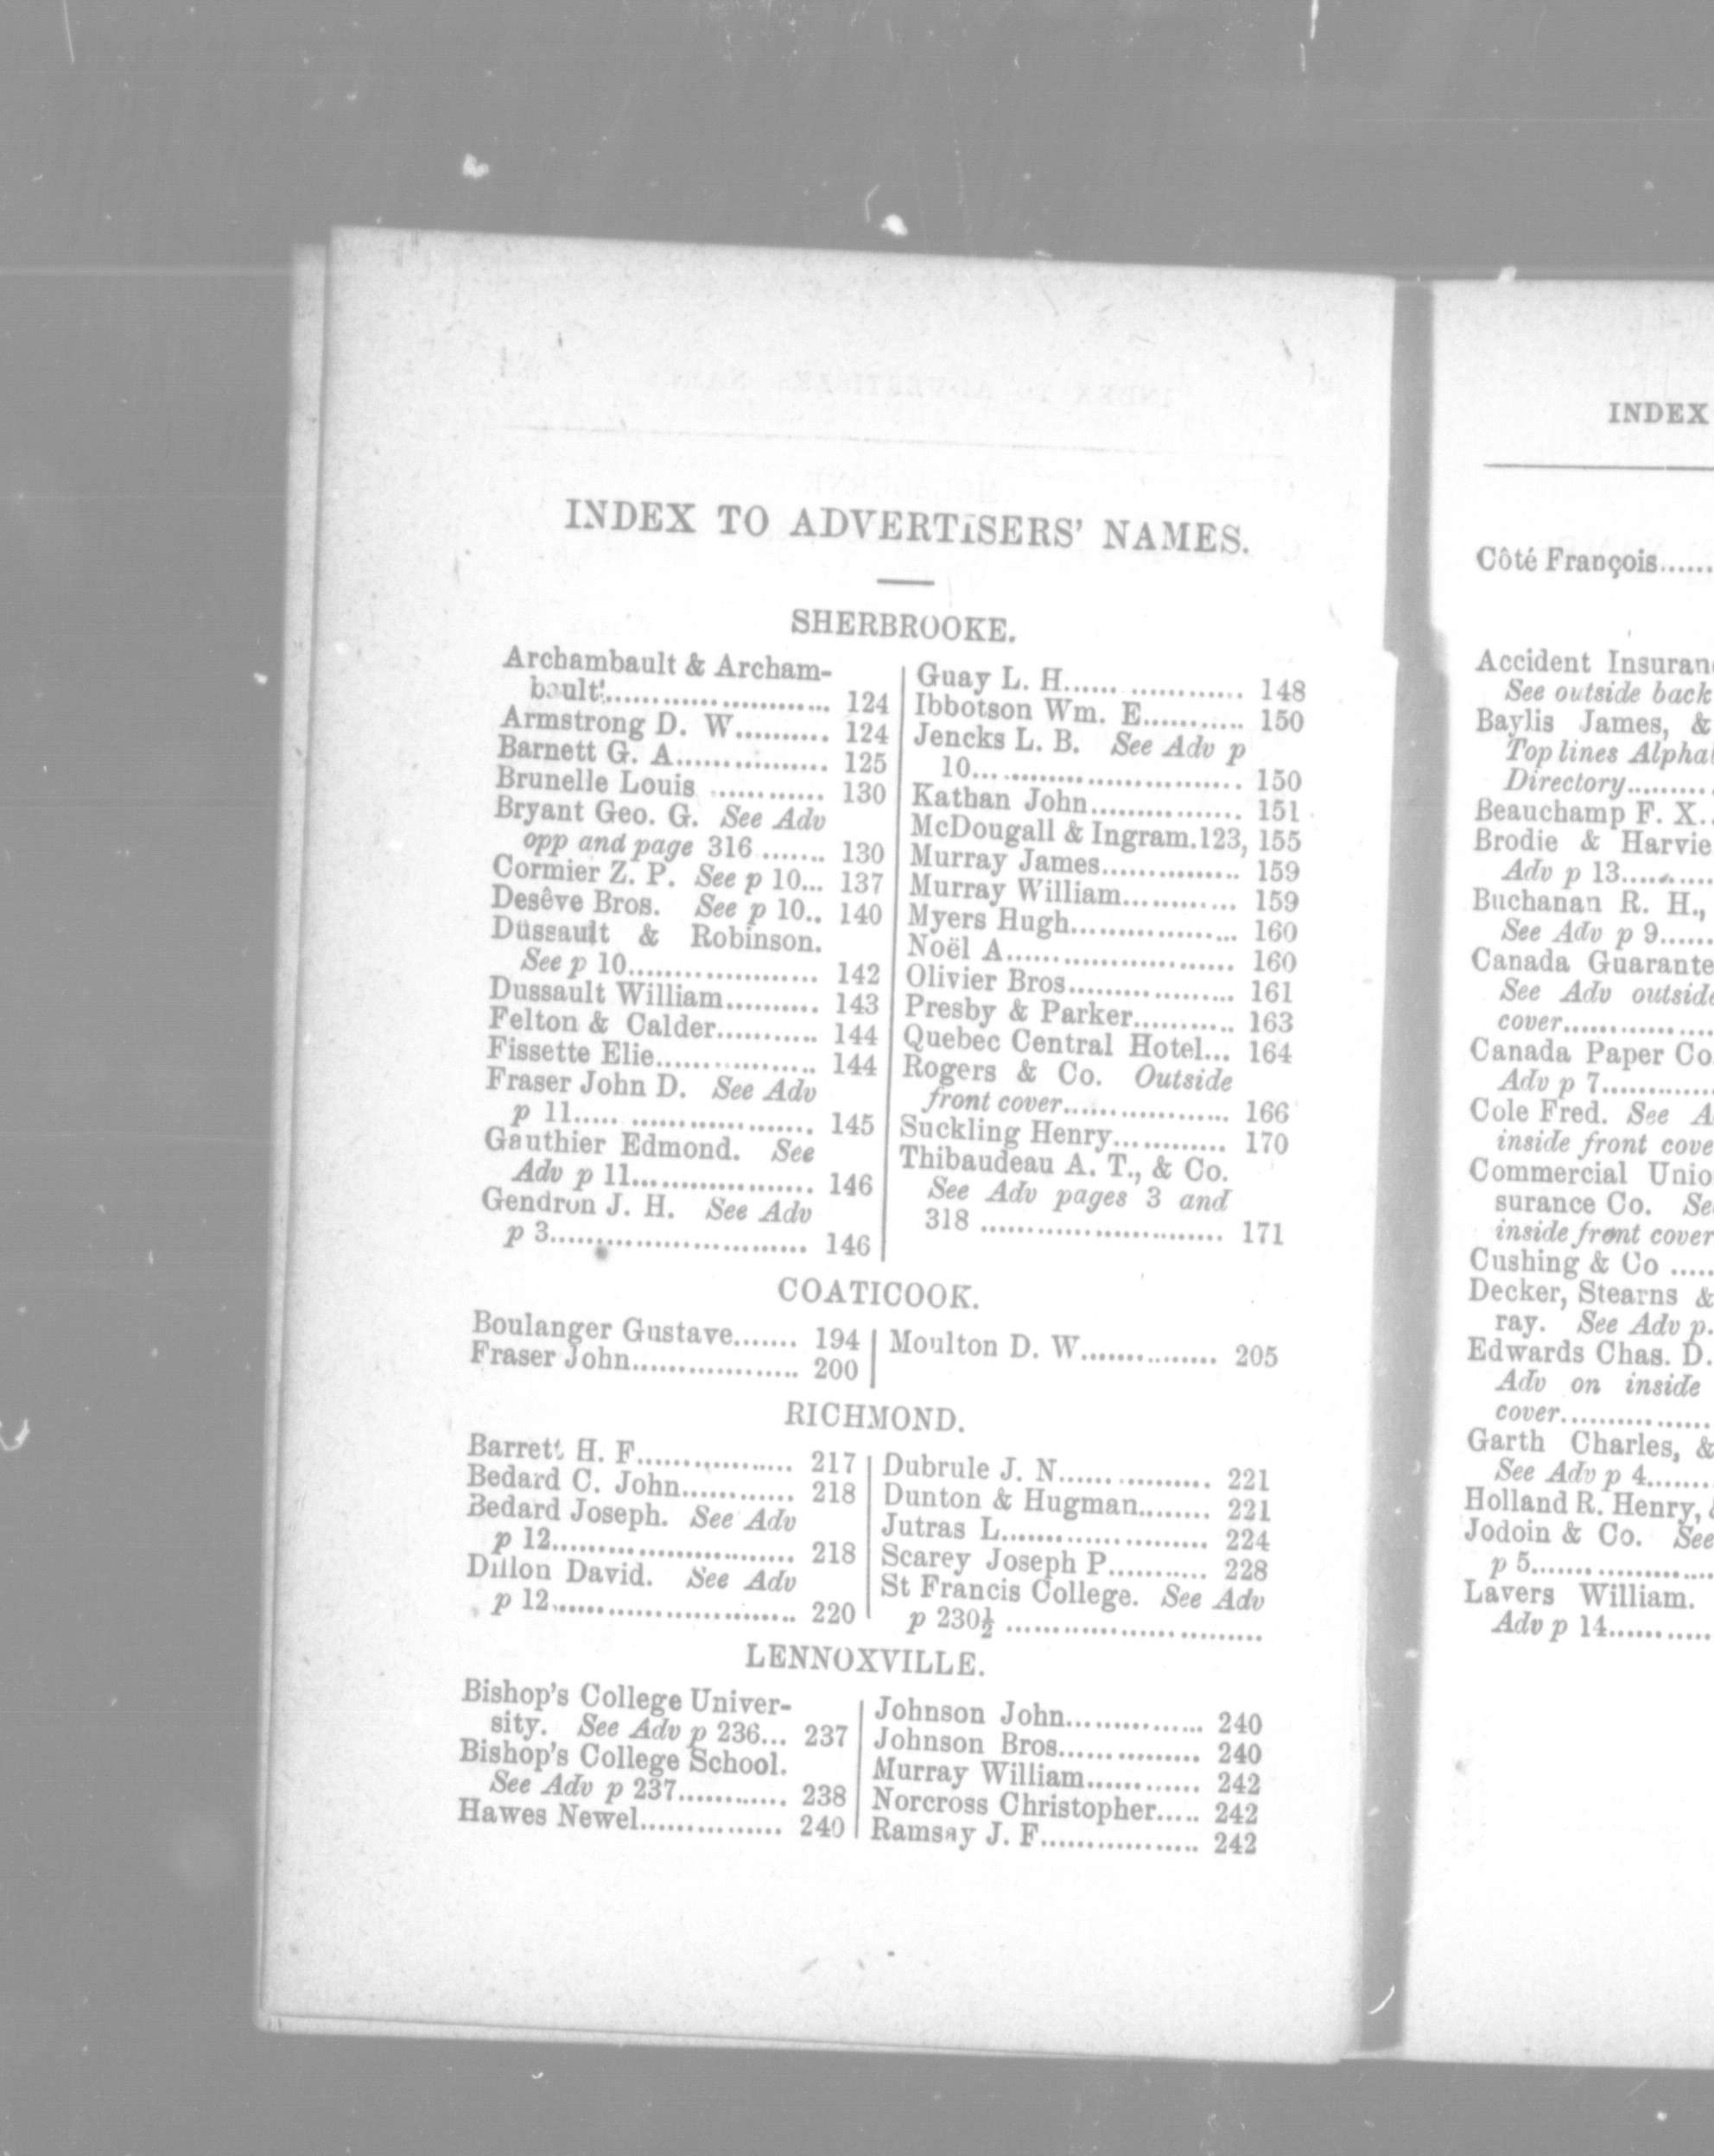 INDEX TO ADVERTISERS' NAMES.
SHERBROOKE.
Archambault & Archam-
bault.......................... 124
Armstrong D. W.......... 124
Barnett G. A................ 125
Brunelle Louis ............ 130
Bryant Geo. G. See Adv
opp and page 316 ....... 130
Cormier Z. P. See p 10... 137
Desêve Bros. See p 10.. 140
Dussault & Robinson.
See p 10.................... 142
Dussault William.......... 143
Felton & Calder........... 144
Fissette Elie................. 144
Fraser John D. See Adv
p 11..... .................... 145
Gauthier Edmond. See
Adv p 11................... 146
Gendron J. H. See Adv
p 3........................... 146
Guay L. H...... ............ 148
Ibbotson Wm. E........... 150
Jencks L. B. See Adv p
10............................. 150
Kathan John................ 151
McDougall & Ingram.123, 155
Murray James............... 159
Murray William............ 159
Myers Hugh.................. 160
Noël A........................ 160
Olivier Bros.................. 161
Presby & Parker........... 163
Quebec Central Hotel... 164
Rogers & Co. Outside
front cover.................. 166
Suckling Henry............ 170
Thibaudeau A. T., & Co.
See Adv pages 3 and
318 .......................... 171
COATICOOK.
Boulanger Gustave....... 194
Fraser John.................. 200
Moulton D. W............... 205
RICHMOND.
Barrett H. F................. 217
Bedard C. John............ 218
Bedard Joseph. See Adv
p 12.......................... 218
Dillon David. See Adv
p 12.......................... 220
Dubrule J. N................ 221
Dunton & Hugman........ 221
Jutras L...................... 224
Scarey Joseph P........... 228
St Francis College. See Adv
p 230½ ...........................
LENNOXVILLE.
Bishop's College Univer-
sity. See Adv p 236... 237
Bishop's College School.
See Adv p 237............ 238
Hawes Newel............... 240
Johnson John............... 240
Johnson Bros............... 240
Murray William............ 242
Norcross Christopher..... 242
Ramsay J. F................. 242
INDEX
Côté François......
Accident Insuran
See outside back
Baylis James, &
Top lines Alpha
Directory.........
Beauchamp F. X..
Brodie & Harvie
Adv p 13..........
Buchanan R. H.,
See Adv p 9......
Canada Guarante
See Adv outside
cover................
Canada Paper Co
Adv p 7............
Cole Fred. See A
inside front cove
Commercial Unio
surance Co. See
inside front cover
Cushing & Co .....
Decker, Stearns &
ray. See Adv p.
Edwards Chas. D.
Adv on inside
cover................
Garth Charles, &
See Adv p 4.......
Holland R. Henry, &
Jodoin & Co. See
p 5...................
Lavers William.
Adv p 14...........